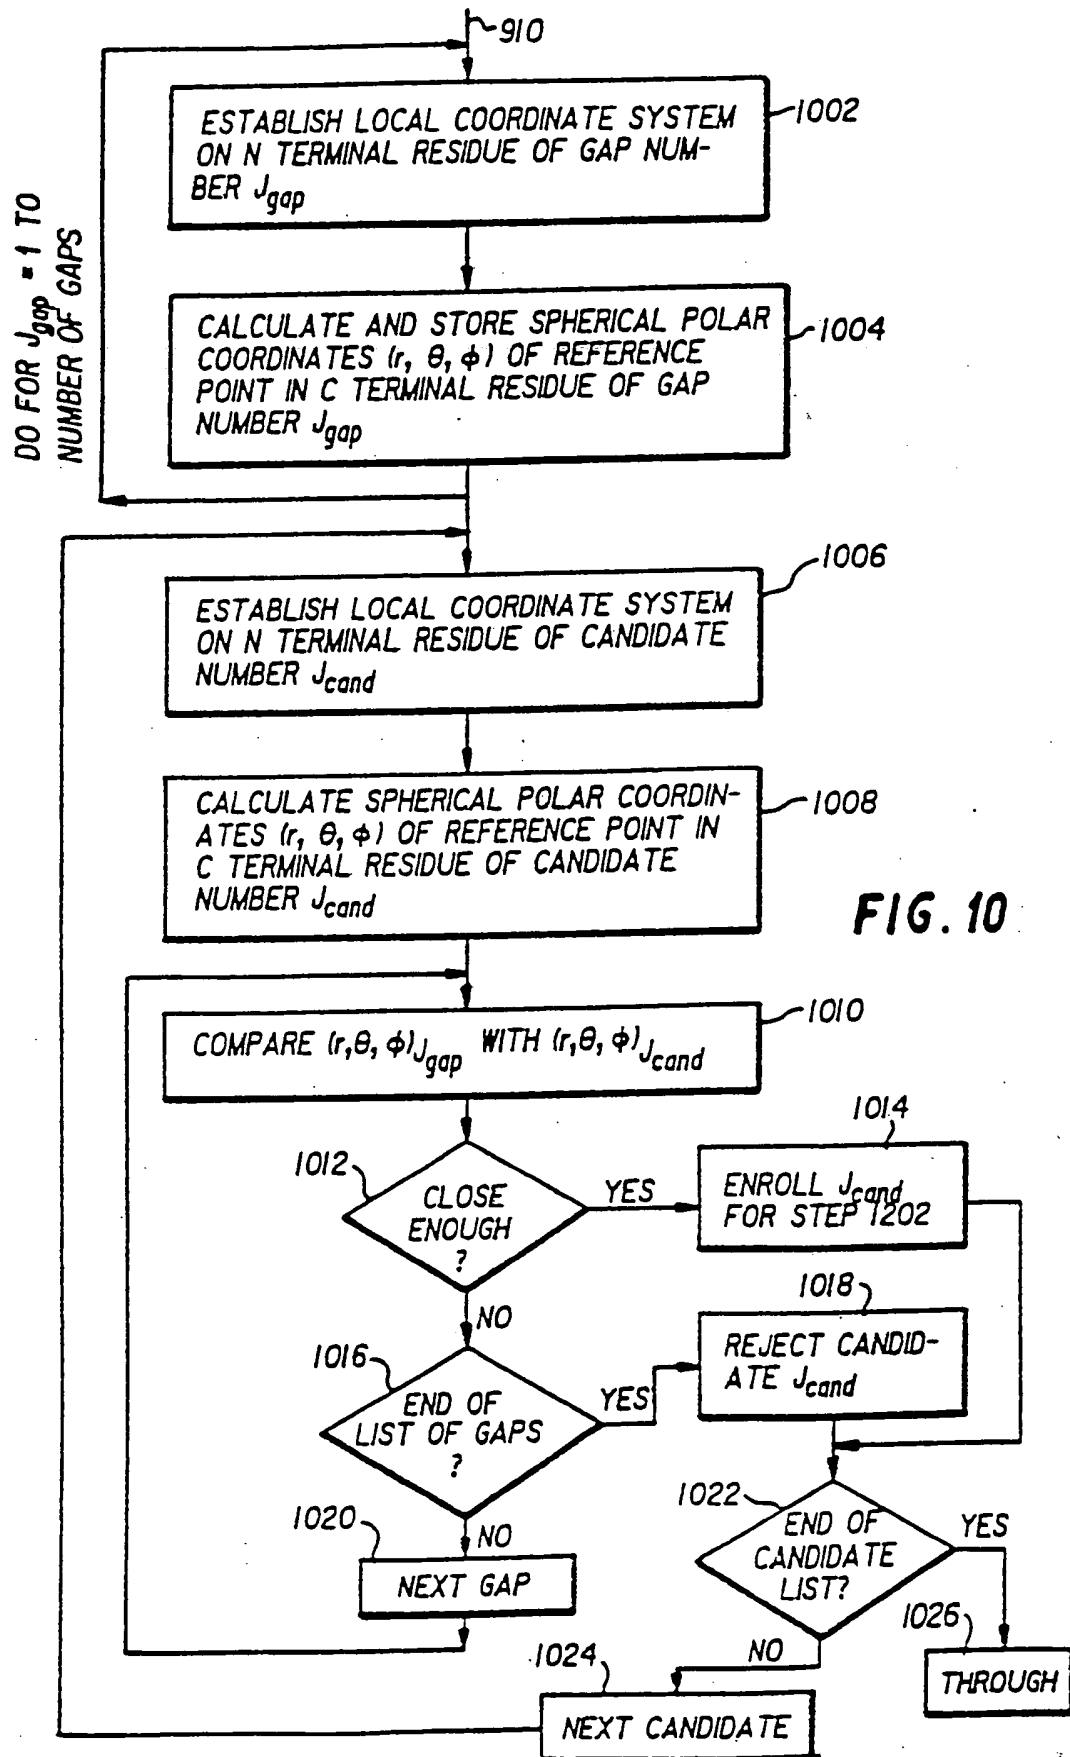 910
ESTABLISH LOCAL COORDINATE SYSTEM
ON N TERMINAL RESIDUE OF GAP NUM-
BER Jgap
1002
DO FOR Jgap = 1 TO
NUMBER OF GAPS
CALCULATE AND STORE SPHERICAL POLAR
COORDINATES (r, θ, ϕ) OF REFERENCE
POINT IN C TERMINAL RESIDUE OF GAP
NUMBER Jgap
1004
ESTABLISH LOCAL COORDINATE SYSTEM
ON N TERMINAL RESIDUE OF CANDIDATE
NUMBER Jcand
1006
CALCULATE SPHERICAL POLAR COORDIN-
ATES (r, θ, ϕ) OF REFERENCE POINT IN
C TERMINAL RESIDUE OF CANDIDATE
NUMBER Jcand
1008
FIG. 10
COMPARE (r,θ, ϕ)Jgap WITH (r,θ, ϕ)Jcand
1010
1012
CLOSE
ENOUGH
?
YES
NO
1014
ENROLL Jcand
FOR STEP 1202
1016
END OF
LIST OF GAPS
?
YES
NO
1018
REJECT CANDID-
ATE Jcand
1020
NEXT GAP
1022
END OF
CANDIDATE
LIST?
YES
NO
1024
NEXT CANDIDATE
1026
THROUGH